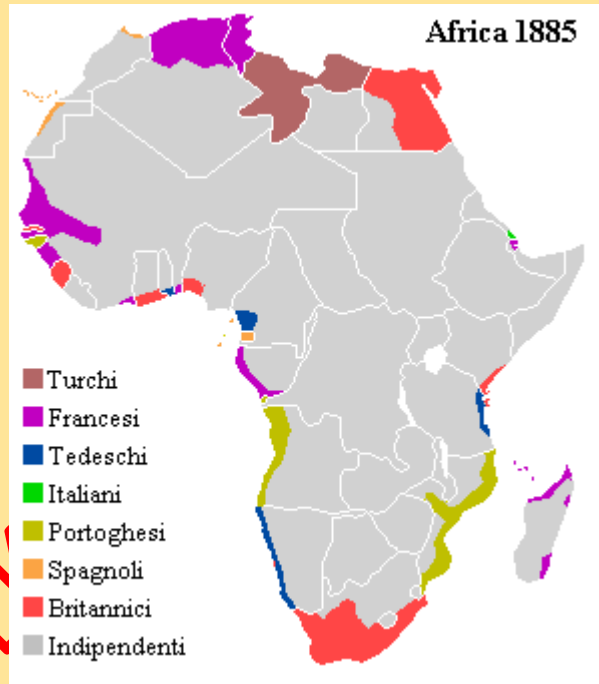 Africa 1885
Turchi
Francesi
Tedeschi
Italiani
Portoghesi
Spagnoli
Britannici
Indipendenti